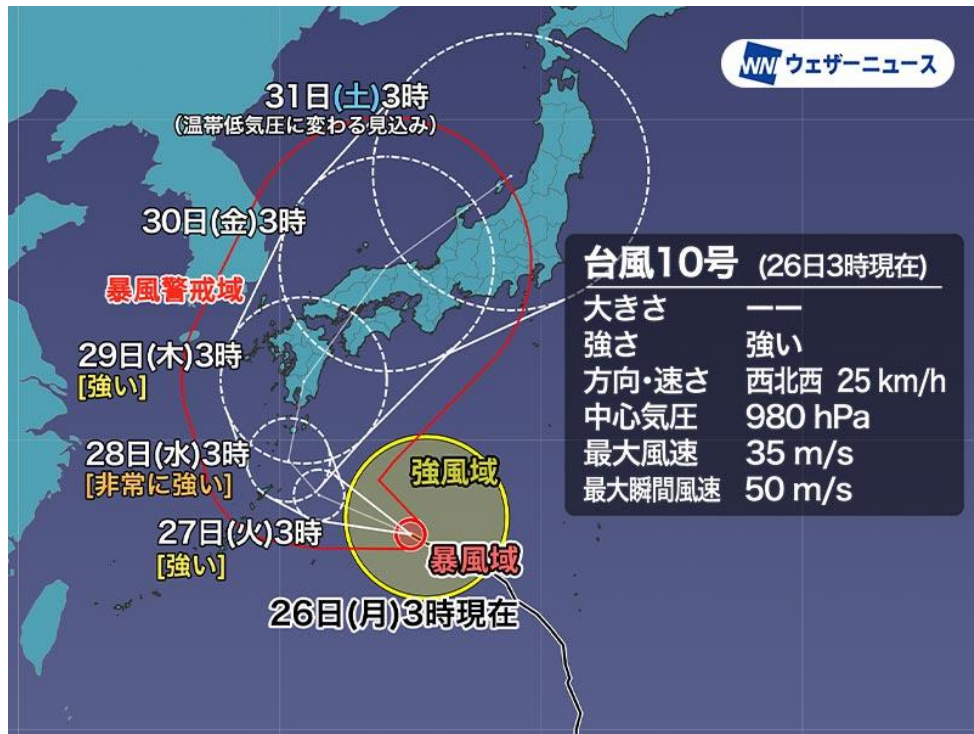 WN ウェザーニュース
31日(土)3時
(温帯低気圧に変わる見込み)
30日(金)3時
暴風警戒域
29日(木)3時
[強い]
28日(水)3時
[非常に強い]
27日(火)3時
[強い]
強風域
暴風域
26日(月)3時現在
台風10号 (26日3時現在)
大きさ ーー
強さ 強い
方向・速さ 西北西 25 km/h
中心気圧 980 hPa
最大風速 35 m/s
最大瞬間風速 50 m/s